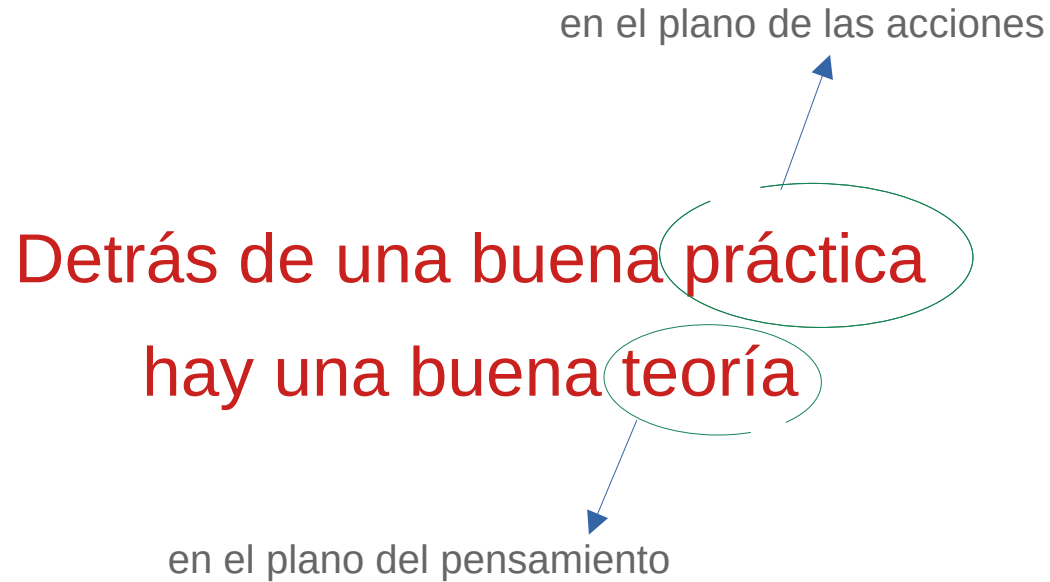 en el plano de las acciones
Detrás de una buena práctica
hay una buena teoría
en el plano del pensamiento